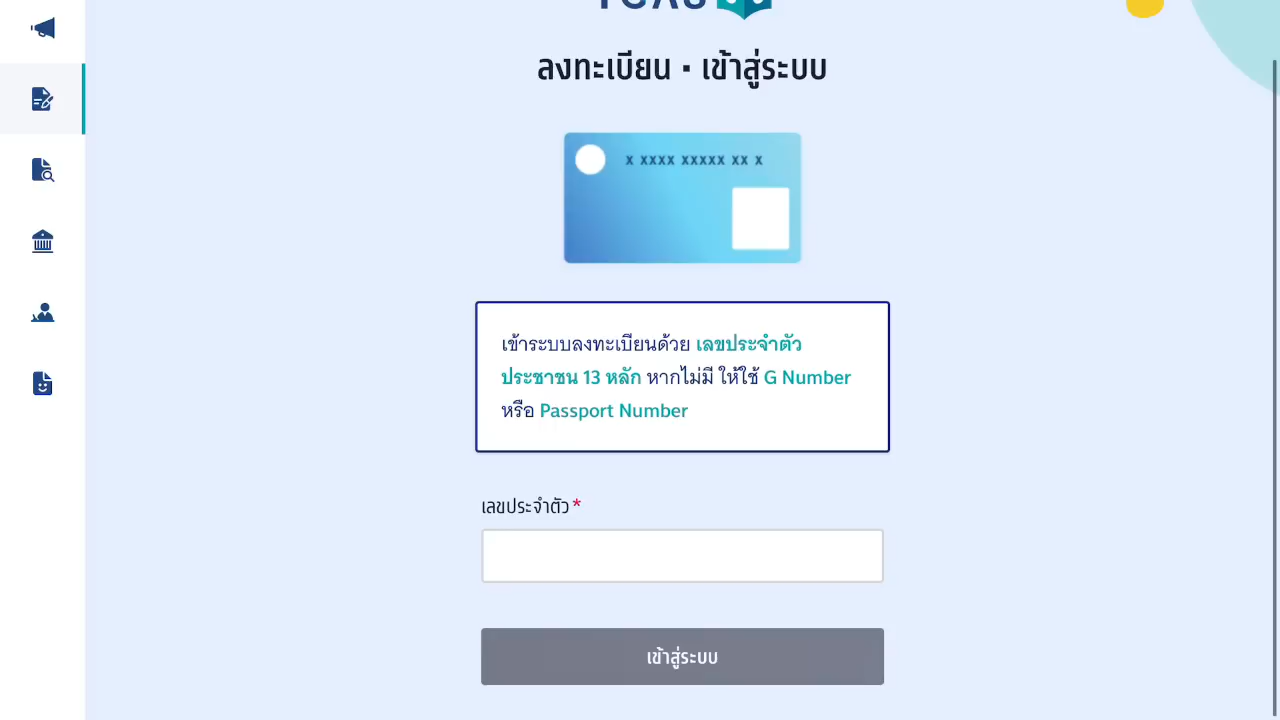 TCAS
ลงทะเบียน · เข้าสู่ระบบ
X XXXX XXXXX XX X
เข้าระบบลงทะเบียนด้วย เลขประจำตัว
ประชาชน 13 หลัก หากไม่มี ให้ใช้ G Number
หรือ Passport Number
เลขประจำตัว*
เข้าสู่ระบบ